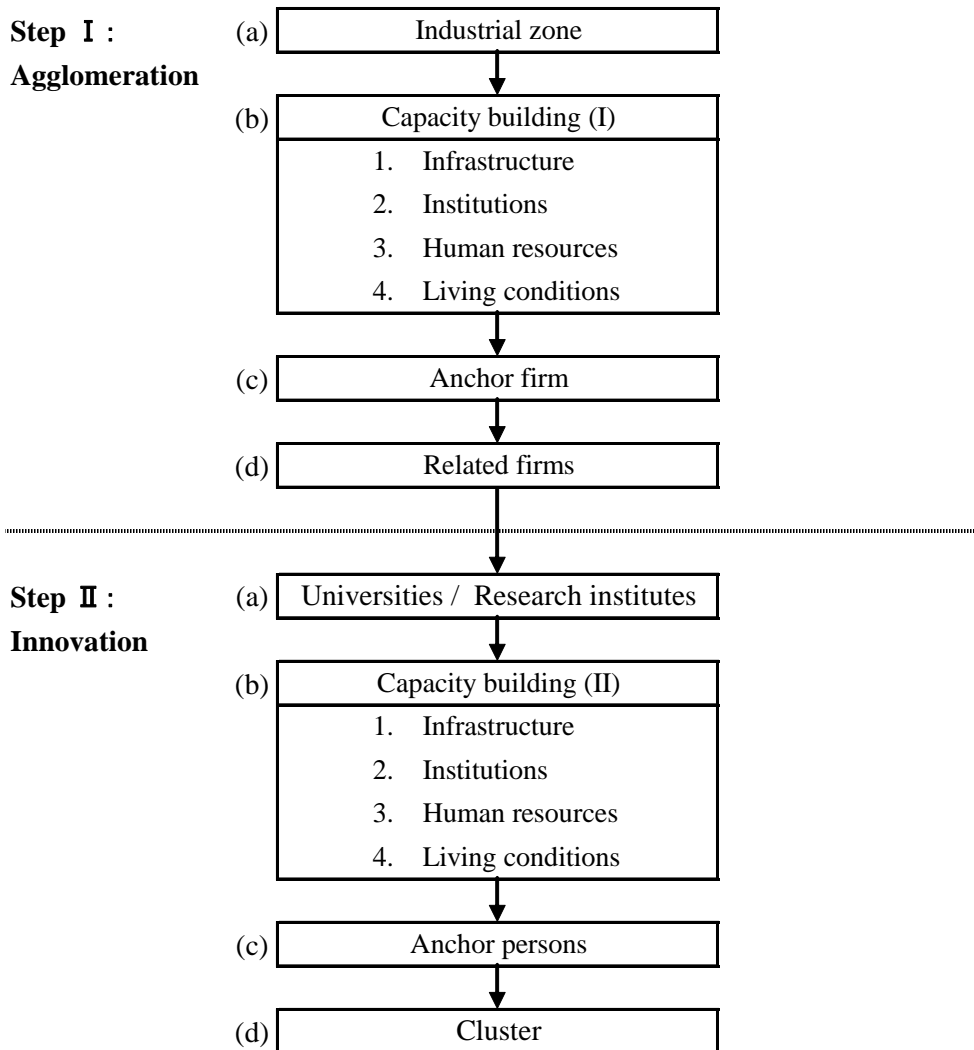 Step Ⅰ :
Agglomeration
(a) Industrial zone
(b) Capacity building (I)
1. Infrastructure
2. Institutions
3. Human resources
4. Living conditions
(c) Anchor firm
(d) Related firms
Step Ⅱ :
Innovation
(a) Universities / Research institutes
(b) Capacity building (II)
1. Infrastructure
2. Institutions
3. Human resources
4. Living conditions
(c) Anchor persons
(d) Cluster